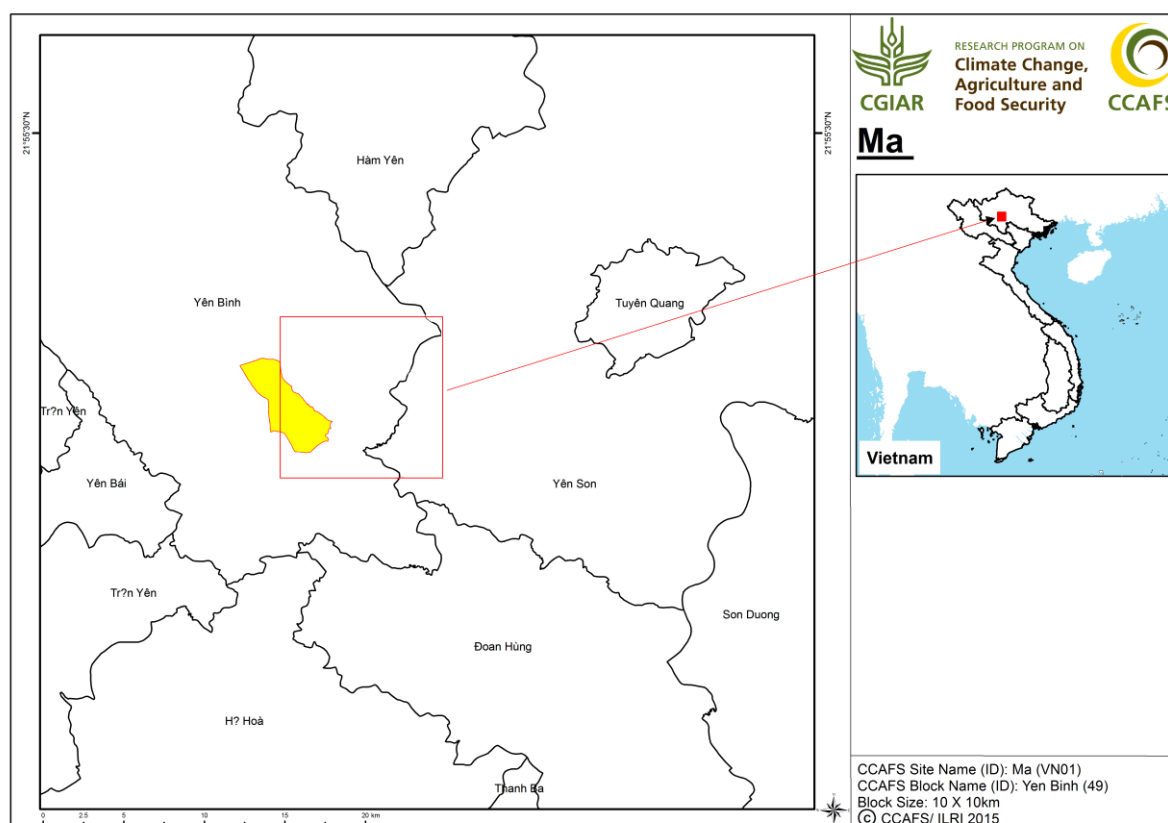 21°55'30"N
21°55'30"N
Hàm Yên
Yên Bình
Tuyên Quang
Tr?n Yên
Yên Bái
Yên Son
Tr?n Yên
Son Duong
Đoan Hùng
H? Hoà
Thanh Ba
0 2.5 5 10 15 20 km
CGIAR
RESEARCH PROGRAM ON
Climate Change,
Agriculture and
Food Security
CCAFS
Ma
Vietnam
CCAFS Site Name (ID): Ma (VN01)
CCAFS Block Name (ID): Yen Binh (49)
Block Size: 10 X 10km
© CCAFS/ ILRI 2015